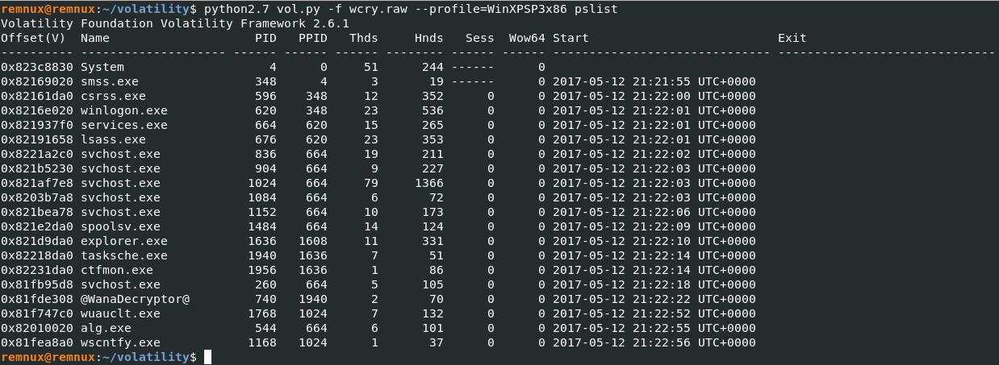 remnux@remnux:~/volatility$ python2.7 vol.py -f wcry.raw --profile=WinXPSP3x86 pslist
Volatility Foundation Volatility Framework 2.6.1
Offset(V)  Name                    PID   PPID   Thds     Hnds   Sess  Wow64 Start                          Exit
---------- -------------------- ------ ------ ------ -------- ------ ------ ------------------------------ ------------------------------
0x823c8830 System                    4      0     51      244 ------      0
0x82169020 smss.exe                348      4      3       19 ------      0 2017-05-12 21:21:55 UTC+0000
0x82161da0 csrss.exe               596    348     12      352      0      0 2017-05-12 21:22:00 UTC+0000
0x8216e020 winlogon.exe            620    348     23      536      0      0 2017-05-12 21:22:01 UTC+0000
0x821937f0 services.exe            664    620     15      265      0      0 2017-05-12 21:22:01 UTC+0000
0x82191658 lsass.exe               676    620     23      353      0      0 2017-05-12 21:22:01 UTC+0000
0x8221a2c0 svchost.exe             836    664     19      211      0      0 2017-05-12 21:22:02 UTC+0000
0x821b5230 svchost.exe             904    664      9      227      0      0 2017-05-12 21:22:03 UTC+0000
0x821af7e8 svchost.exe            1024    664     79     1366      0      0 2017-05-12 21:22:03 UTC+0000
0x8203b7a8 svchost.exe            1084    664      6       72      0      0 2017-05-12 21:22:03 UTC+0000
0x821bea78 svchost.exe            1152    664     10      173      0      0 2017-05-12 21:22:06 UTC+0000
0x821e2da0 spoolsv.exe            1484    664     14      124      0      0 2017-05-12 21:22:09 UTC+0000
0x821d9da0 explorer.exe           1636   1608     11      331      0      0 2017-05-12 21:22:10 UTC+0000
0x82218da0 tasksche.exe           1940   1636      7       51      0      0 2017-05-12 21:22:14 UTC+0000
0x82231da0 ctfmon.exe             1956   1636      1       86      0      0 2017-05-12 21:22:14 UTC+0000
0x81fb95d8 svchost.exe             260    664      5      105      0      0 2017-05-12 21:22:18 UTC+0000
0x81fde308 @WanaDecryptor@         740   1940      2       70      0      0 2017-05-12 21:22:22 UTC+0000
0x81f747c0 wuauclt.exe            1768   1024      7      132      0      0 2017-05-12 21:22:52 UTC+0000
0x82010020 alg.exe                 544    664      6      101      0      0 2017-05-12 21:22:55 UTC+0000
0x81fea8a0 wscntfy.exe            1168   1024      1       37      0      0 2017-05-12 21:22:56 UTC+0000
remnux@remnux:~/volatility$